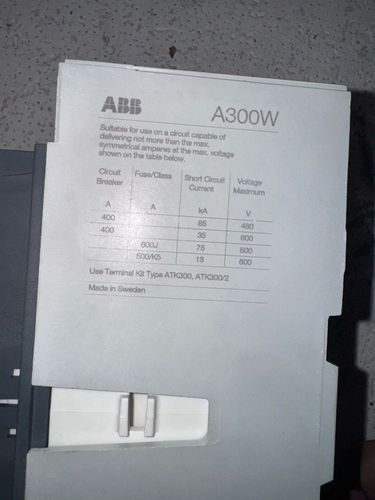 ABB A300W
Suitable for use on a circuit capable of
delivering not more than the max.
symmetrical amperes at the max. voltage
shown on the table below.
Circuit Breaker Fuse/Class Short Circuit Current Voltage Maximum
A A kA V
400 85 480
400 35 600
600J 75 600
500/K5 18 600
Use Terminal Kit Type ATK300, ATK300/2
Made in Sweden